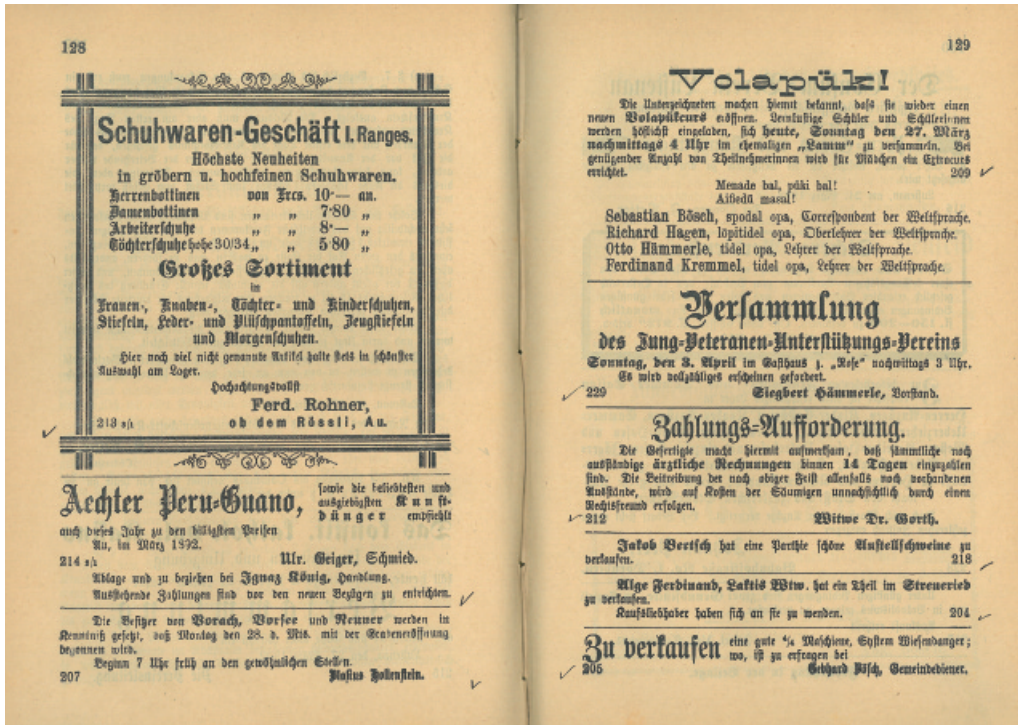 128
Schuhwaren-Geschäft I. Ranges.
Höchste Neuheiten
in gröbern u. hochfeinen Schuhwaren.
Herrenbottinen von Frcs. 10·— an.
Damenbottinen „ „ 7·80 „
Arbeiterschuhe „ „ 8·— „
Töchterschuhe hohe 30/34 „ „ 5 80 „
Großes Sortiment
in
Frauen-, Knaben-, Töchter- und Kinderschuhen,
Stiefeln, Leder- und Plüschpantoffeln, Zeugstiefeln
und Morgenschuhen.
Hier noch viel nicht genannte Artikel halte stets in schönster
Auswahl am Lager.
Hochachtungsvollst
Ferd. Rohner,
213 ob dem Rössli, Au.
Aechter Peru-Guano,
sowie die beliebtesten und
ausgiebigsten Kunst-
dünger empfiehlt
auch dieses Jahr zu den billigsten Preisen
Au, im März 1892.
214 Ulr. Geiger, Schmied.
Ablage und zu beziehen bei Ignaz König, Handlung.
Ausstehende Zahlungen sind vor den neuen Bezügen zu entrichten.
Die Besitzer von Vorach, Vorsee und Neuner werden in
Kenntniß gesetzt, daß Montag den 28. d. Mts. mit der Grabeneröffnung
begonnen wird.
Beginn 7 Uhr früh an den gewöhnlichen Stellen.
207 Blasius Hollenstein.
129
Volapük!
Die Unterzeichneten machen hiemit bekannt, daß sie wieder einen
neuen Volapükcurs eröffnen. Lernlustige Schüler und Schülerinnen
werden höflichst eingeladen, sich heute, Sonntag den 27. März
nachmittags 4 Uhr im ehemaligen „Lamm“ zu versammeln. Bei
genügender Anzahl von Theilnehmerinnen wird für Mädchen ein Extracurs
errichtet. 209
Menade bal, püki bal!
Aifledü masal!
Sebastian Bösch, spodal opa, Correspondent der Weltsprache.
Richard Hagen, löpitidel opa, Oberlehrer der Weltsprache.
Otto Hämmerle, tidel opa, Lehrer der Weltsprache.
Ferdinand Kremmel, tidel opa, Lehrer der Weltsprache.
Versammlung
des Jung-Veteranen-Unterstützungs-Vereins
Sonntag, den 3. April im Gasthaus z. „Rose“ nachmittags 3 Uhr.
Es wird vollzähliges erscheinen gefordert.
229 Siegbert Hämmerle, Vorstand.
Zahlungs-Aufforderung.
Die Gefertigte macht hiermit aufmerksam, daß sämmtliche noch
ausständige ärztliche Rechnungen binnen 14 Tagen einzuzahlen
sind. Die Beitreibung der nach obiger Frist allenfalls noch vorhandenen
Ausstände, wird auf Kosten der Säumigen unnachsichtlich durch einen
Rechtsfreund erfolgen.
212 Witwe Dr. Gorth.
Jakob Bertsch hat eine Parthie schöne Anstellschweine zu
verkaufen. 218
Alge Ferdinand, Laktis Wtw. hat ein Theil im Streueried
zu verkaufen.
Kaufsliebhaber haben sich an sie zu wenden. 204
Zu verkaufen
eine gute Maschiene, System Wiesendanger;
wo, ist zu erfragen bei
205 Gebhard Bösch, Gemeindediener.